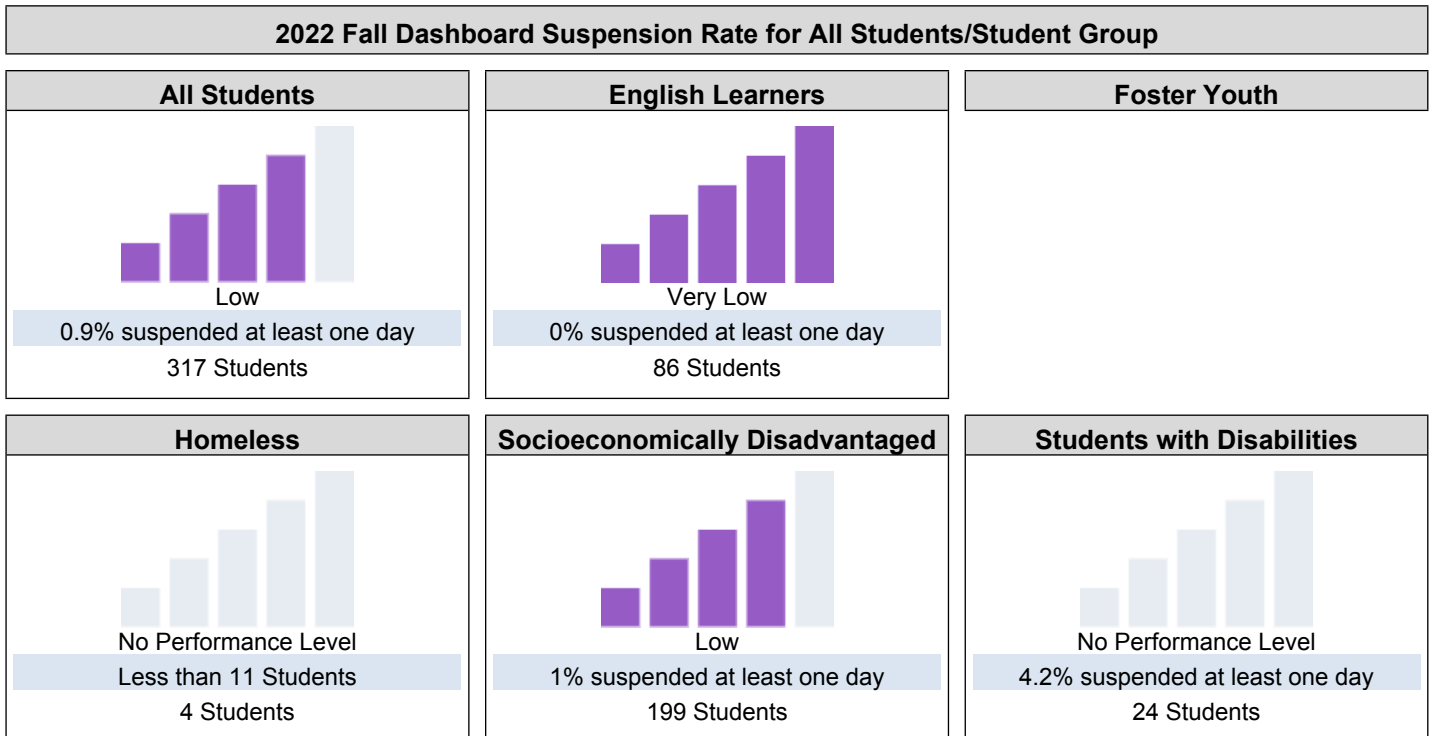 2022 Fall Dashboard Suspension Rate for All Students/Student Group
All Students
Low
0.9% suspended at least one day
317 Students
English Learners
Very Low
0% suspended at least one day
86 Students
Foster Youth
Homeless
No Performance Level
Less than 11 Students
4 Students
Socioeconomically Disadvantaged
Low
1% suspended at least one day
199 Students
Students with Disabilities
No Performance Level
4.2% suspended at least one day
24 Students